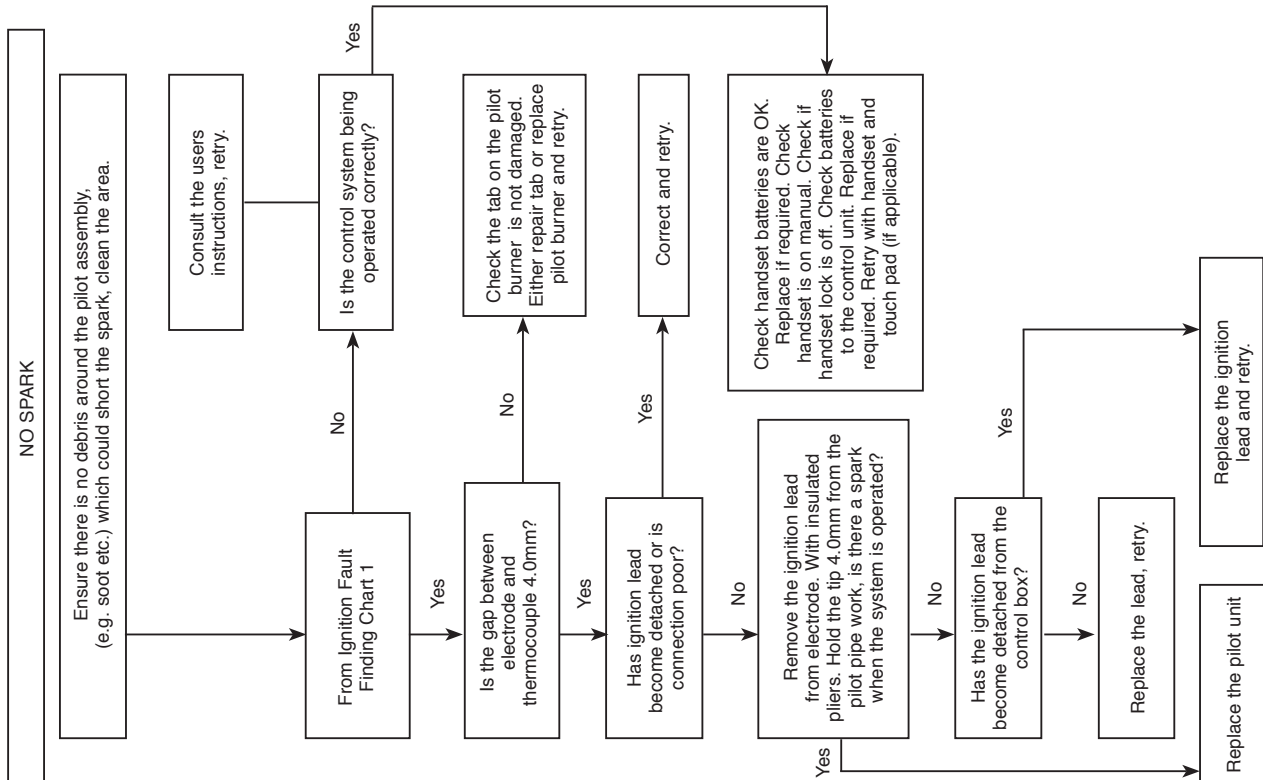 NO SPARK
Ensure there is no debris around the pilot assembly,
(e.g. soot etc.) which could short the spark, clean the area.
Consult the users
instructions, retry.
From Ignition Fault
Finding Chart 1
No
Is the control system being
operated correctly?
Yes
Yes
Is the gap between
electrode and
thermocouple 4.0mm?
No
Check the tab on the pilot
burner is not damaged.
Either repair tab or replace
pilot burner and retry.
Yes
Has ignition lead
become detached or is
connection poor?
Yes
Correct and retry.
No
Remove the ignition lead
from electrode. With insulated
pliers. Hold the tip 4.0mm from the
pilot pipe work, is there a spark
when the system is operated?
Check handset batteries are OK.
Replace if required. Check
handset is on manual. Check if
handset lock is off. Check batteries
to the control unit. Replace if
required. Retry with handset and
touch pad (if applicable).
Yes
No
Has the ignition lead
become detached from the
control box?
Yes
No
Replace the lead, retry.
Replace the pilot unit
Replace the ignition
lead and retry.